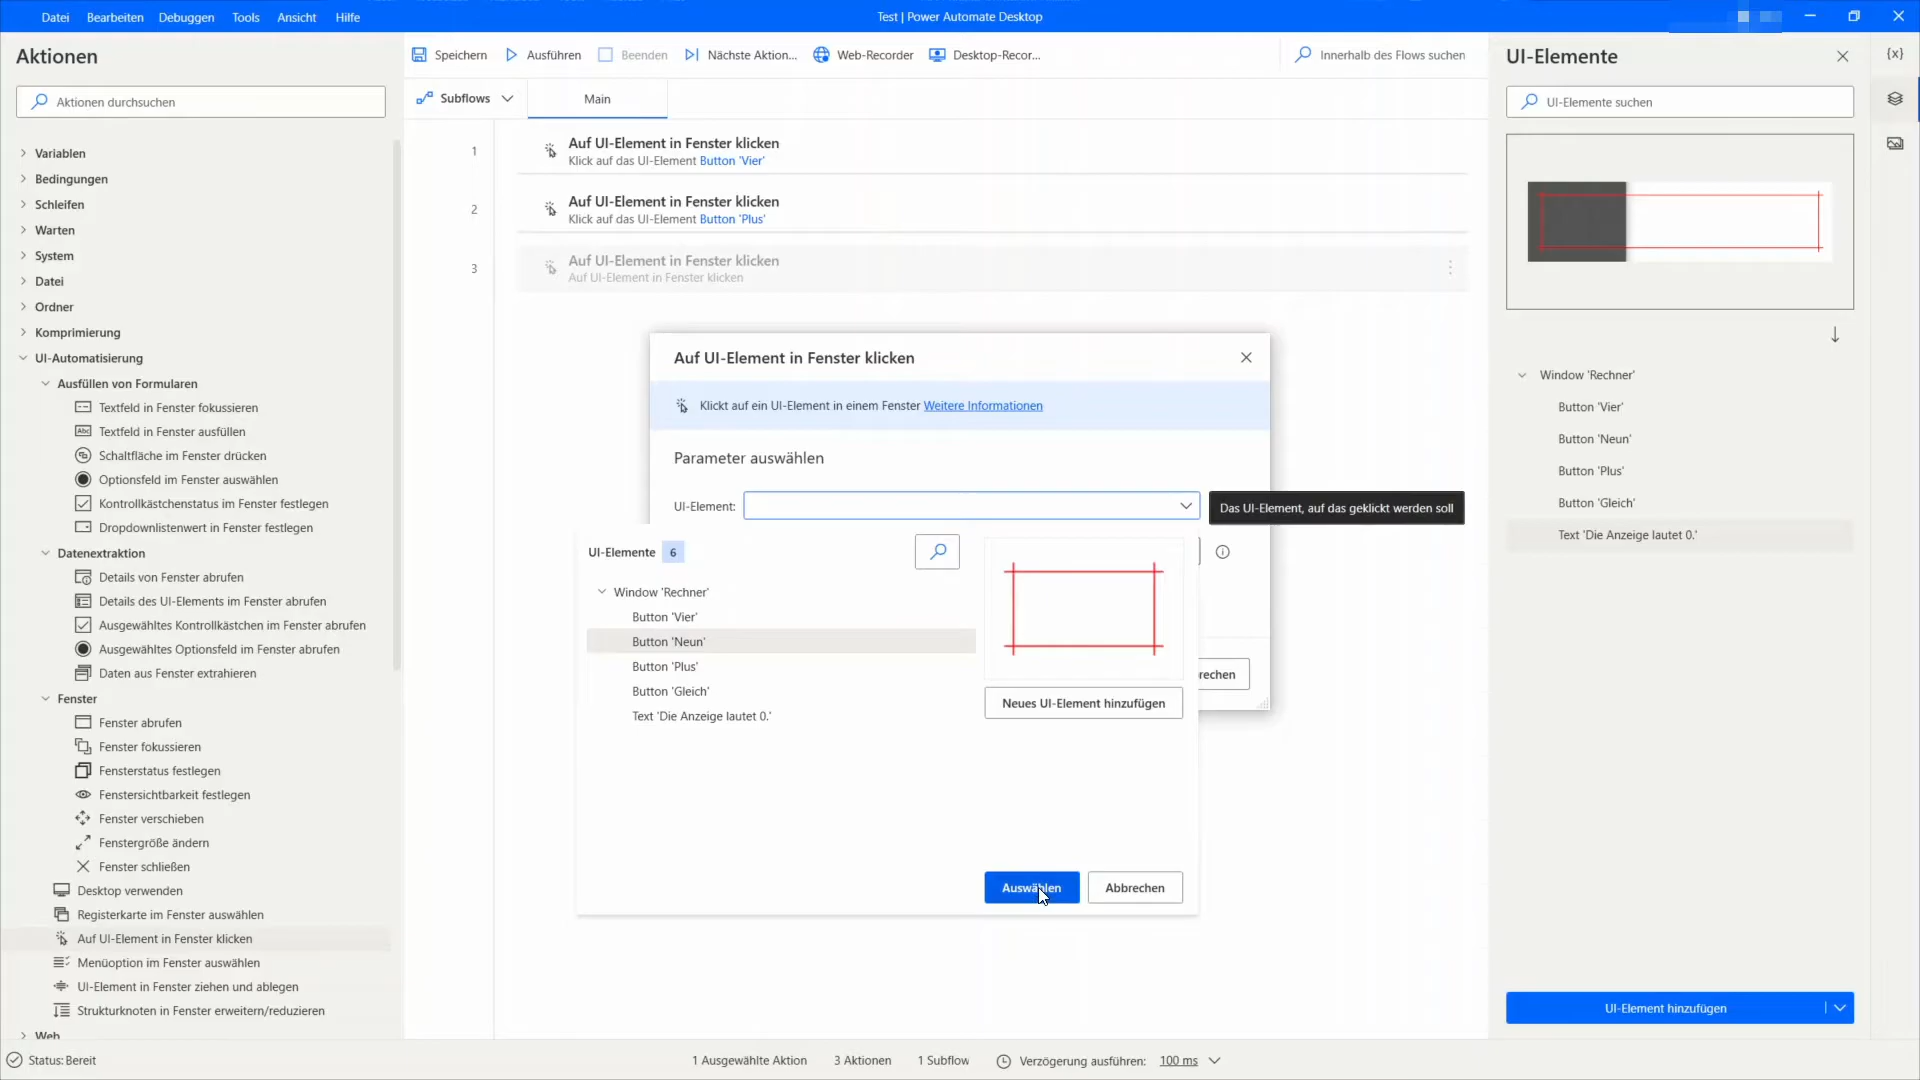 Datei Bearbeiten Debuggen Tools Ansicht Hilfe
Test | Power Automate Desktop
Aktionen
Aktionen durchsuchen
Variablen
Bedingungen
Schleifen
Warten
System
Datei
Ordner
Komprimierung
UI-Automatisierung
Ausfüllen von Formularen
Textfeld in Fenster fokussieren
Textfeld in Fenster ausfüllen
Schaltfläche im Fenster drücken
Optionsfeld im Fenster auswählen
Kontrollkästchenstatus im Fenster festlegen
Dropdownlistenwert in Fenster festlegen
Datenextraktion
Details von Fenster abrufen
Details des UI-Elements im Fenster abrufen
Ausgewähltes Kontrollkästchen im Fenster abrufen
Ausgewähltes Optionsfeld im Fenster abrufen
Daten aus Fenster extrahieren
Fenster
Fenster abrufen
Fenster fokussieren
Fensterstatus festlegen
Fenstersichtbarkeit festlegen
Fenster verschieben
Fenstergröße ändern
Fenster schließen
Desktop verwenden
Registerkarte im Fenster auswählen
Auf UI-Element in Fenster klicken
Menüoption im Fenster auswählen
UI-Element in Fenster ziehen und ablegen
Strukturknoten in Fenster erweitern/reduzieren
Web
Speichern Ausführen Beenden Nächste Aktion... Web-Recorder Desktop-Recor... Innerhalb des Flows suchen
Subflows Main
1 Auf UI-Element in Fenster klicken
Klick auf das UI-Element Button 'Vier'
2 Auf UI-Element in Fenster klicken
Klick auf das UI-Element Button 'Plus'
3 Auf UI-Element in Fenster klicken
Auf UI-Element in Fenster klicken
Auf UI-Element in Fenster klicken
Klickt auf ein UI-Element in einem Fenster Weitere Informationen
Parameter auswählen
UI-Element:
Das UI-Element, auf das geklickt werden soll
UI-Elemente 6
Window 'Rechner'
Button 'Vier'
Button 'Neun'
Button 'Plus'
Button 'Gleich'
Text 'Die Anzeige lautet 0.'
rechen
Neues UI-Element hinzufügen
Auswählen Abbrechen
UI-Elemente
{x}
UI-Elemente suchen
Window 'Rechner'
Button 'Vier'
Button 'Neun'
Button 'Plus'
Button 'Gleich'
Text 'Die Anzeige lautet 0.'
UI-Element hinzufügen
Status: Bereit 1 Ausgewählte Aktion 3 Aktionen 1 Subflow Verzögerung ausführen: 100 ms